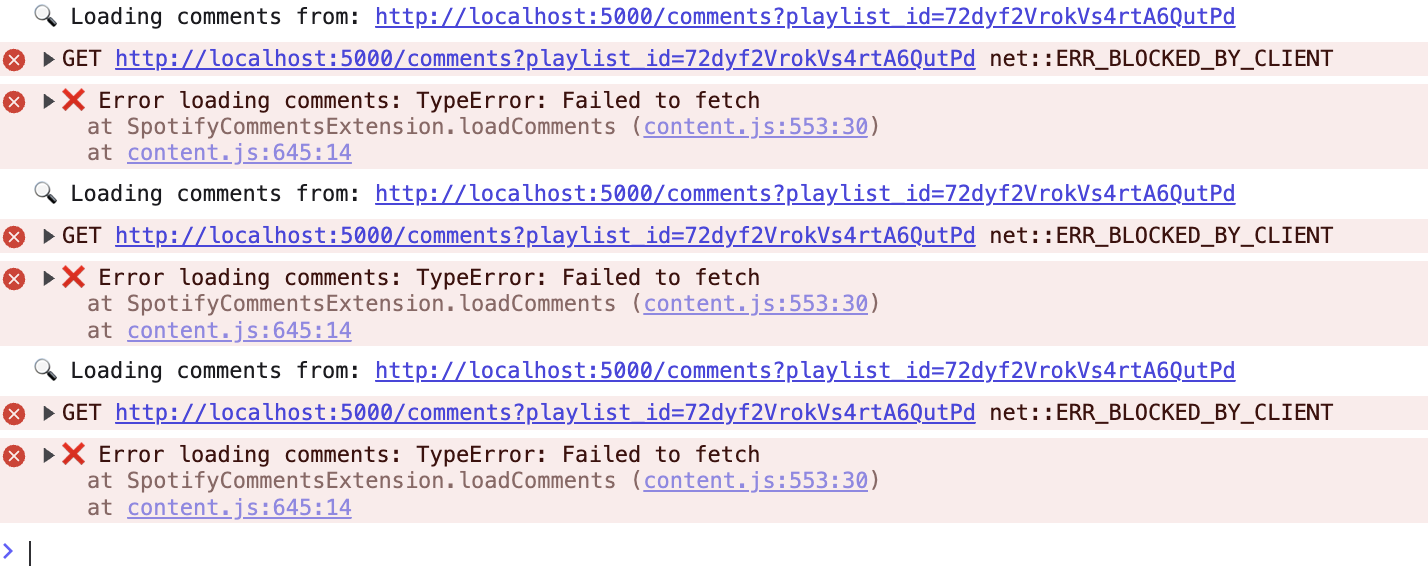 🔍 Loading comments from: http://localhost:5000/comments?playlist_id=72dyf2VrokVs4rtA6QutPd
GET http://localhost:5000/comments?playlist_id=72dyf2VrokVs4rtA6QutPd net::ERR_BLOCKED_BY_CLIENT
❌ Error loading comments: TypeError: Failed to fetch
at SpotifyCommentsExtension.loadComments (content.js:553:30)
at content.js:645:14
🔍 Loading comments from: http://localhost:5000/comments?playlist_id=72dyf2VrokVs4rtA6QutPd
GET http://localhost:5000/comments?playlist_id=72dyf2VrokVs4rtA6QutPd net::ERR_BLOCKED_BY_CLIENT
❌ Error loading comments: TypeError: Failed to fetch
at SpotifyCommentsExtension.loadComments (content.js:553:30)
at content.js:645:14
🔍 Loading comments from: http://localhost:5000/comments?playlist_id=72dyf2VrokVs4rtA6QutPd
GET http://localhost:5000/comments?playlist_id=72dyf2VrokVs4rtA6QutPd net::ERR_BLOCKED_BY_CLIENT
❌ Error loading comments: TypeError: Failed to fetch
at SpotifyCommentsExtension.loadComments (content.js:553:30)
at content.js:645:14